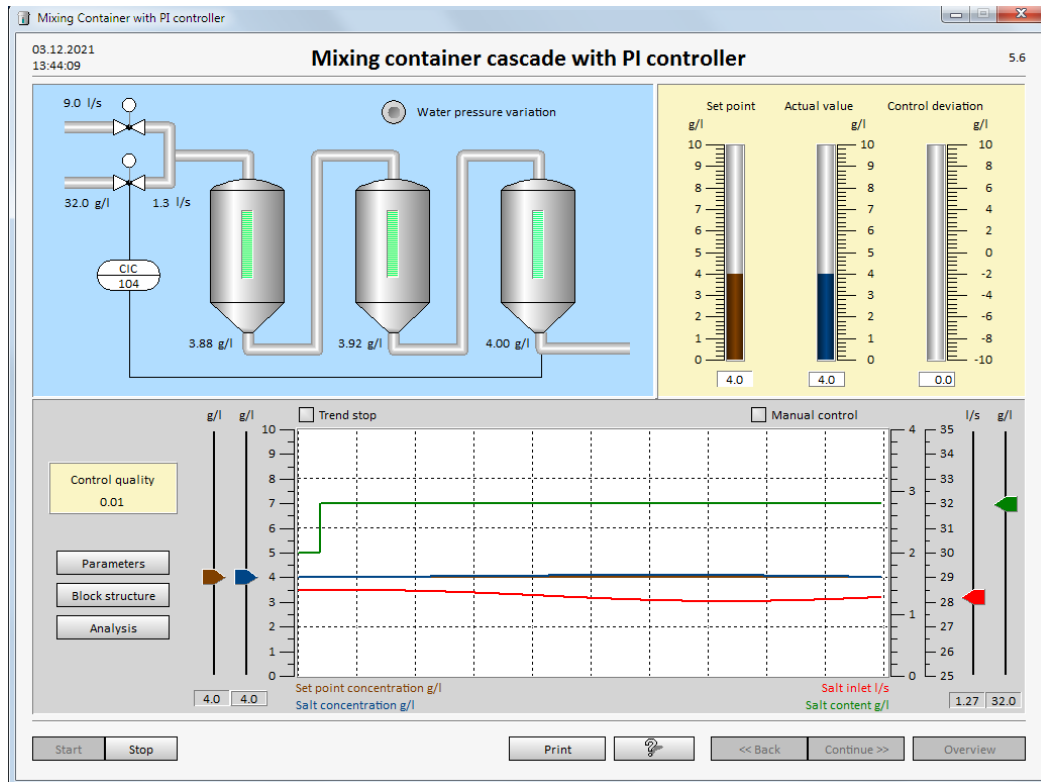 Mixing Container with PI controller
03.12.2021
13:44:09
Mixing container cascade with PI controller
5.6
9.0 l/s
Water pressure variation
32.0 g/l
1.3 l/s
CIC
104
3.88 g/l
3.92 g/l
4.00 g/l
Set point
Actual value
Control deviation
g/l
g/l
g/l
10
9
8
7
6
5
4
3
2
1
0
10
9
8
7
6
5
4
3
2
1
0
10
8
6
4
2
0
-2
-4
-6
-8
-10
4.0
4.0
0.0
g/l
g/l
Trend stop
Manual control
l/s
g/l
10
9
8
7
6
5
4
3
2
1
0
4
3
2
1
0
35
34
33
32
31
30
29
28
27
26
25
Control quality
0.01
Parameters
Block structure
Analysis
4.0
4.0
Set point concentration g/l
Salt concentration g/l
Salt inlet l/s
Salt content g/l
1.27
32.0
Start
Stop
Print
?
<< Back
Continue >>
Overview